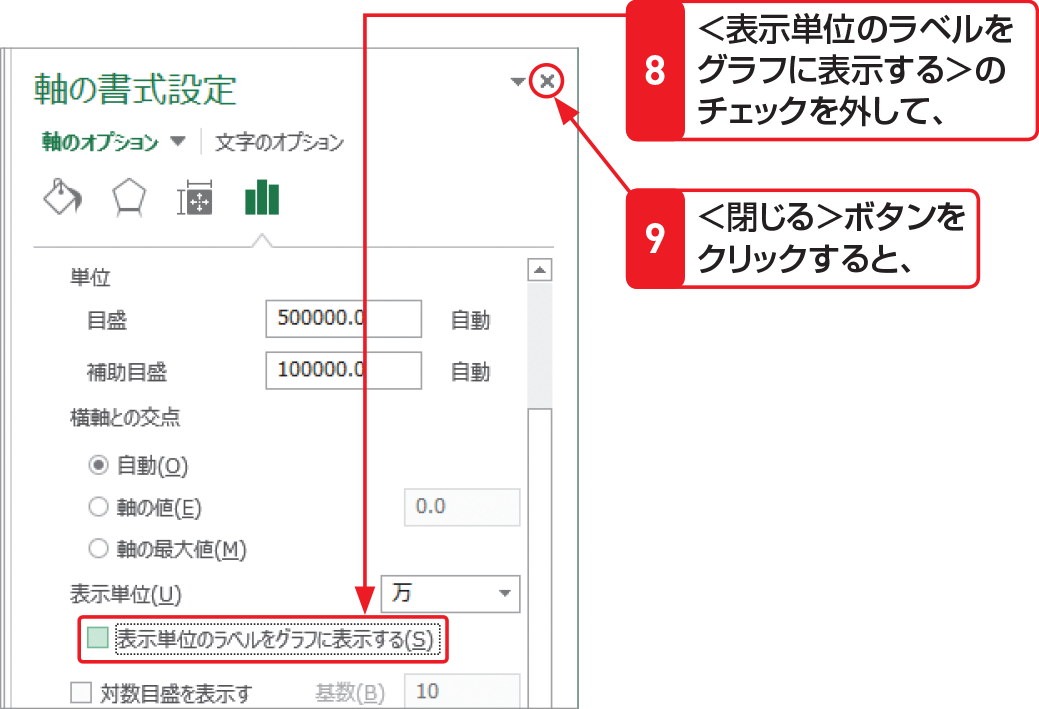 8
<表示単位のラベルを
グラフに表示する>の
チェックを外して、
9
<閉じる>ボタンを
クリックすると、
軸の書式設定
軸のオプション 文字のオプション
単位
目盛 500000.0 自動
補助目盛 100000.0 自動
横軸との交点
自動(O)
軸の値(E) 0.0
軸の最大値(M)
表示単位(U) 万
表示単位のラベルをグラフに表示する(S)
対数目盛を表示す 基数(B) 10